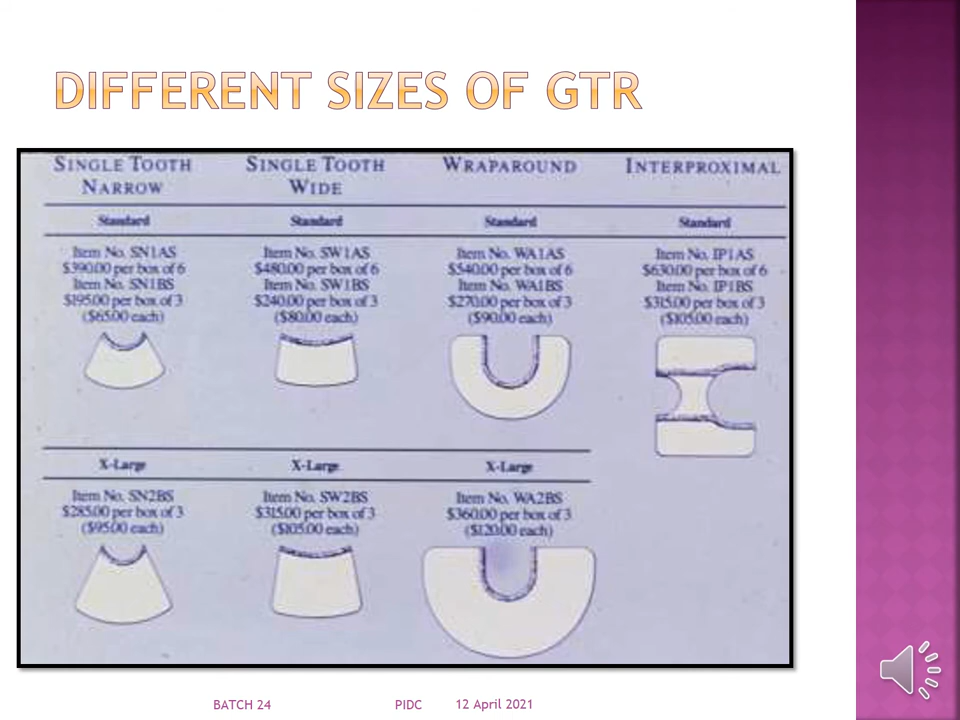 DIFFERENT SIZES OF GTR
SINGLE TOOTH
NARROW
Standard
Item No. SN1AS
$390.00 per box of 6
Item No. SN1BS
$195.00 per box of 3
($65.00 each)
SINGLE TOOTH
WIDE
Standard
Item No. SW1AS
$480.00 per box of 6
Item No. SW1BS
$240.00 per box of 3
($80.00 each)
WRAPAROUND
Standard
Item No. WA1AS
$540.00 per box of 6
Item No. WA1BS
$270.00 per box of 3
($90.00 each)
INTERPROXIMAL
Standard
Item No. IP1AS
$630.00 per box of 6
Item No. IP1BS
$315.00 per box of 3
($105.00 each)
X-Large
Item No. SN2BS
$285.00 per box of 3
($95.00 each)
X-Large
Item No. SW2BS
$315.00 per box of 3
($105.00 each)
X-Large
Item No. WA2BS
$360.00 per box of 3
($120.00 each)
BATCH 24 PIDC 12 April 2021